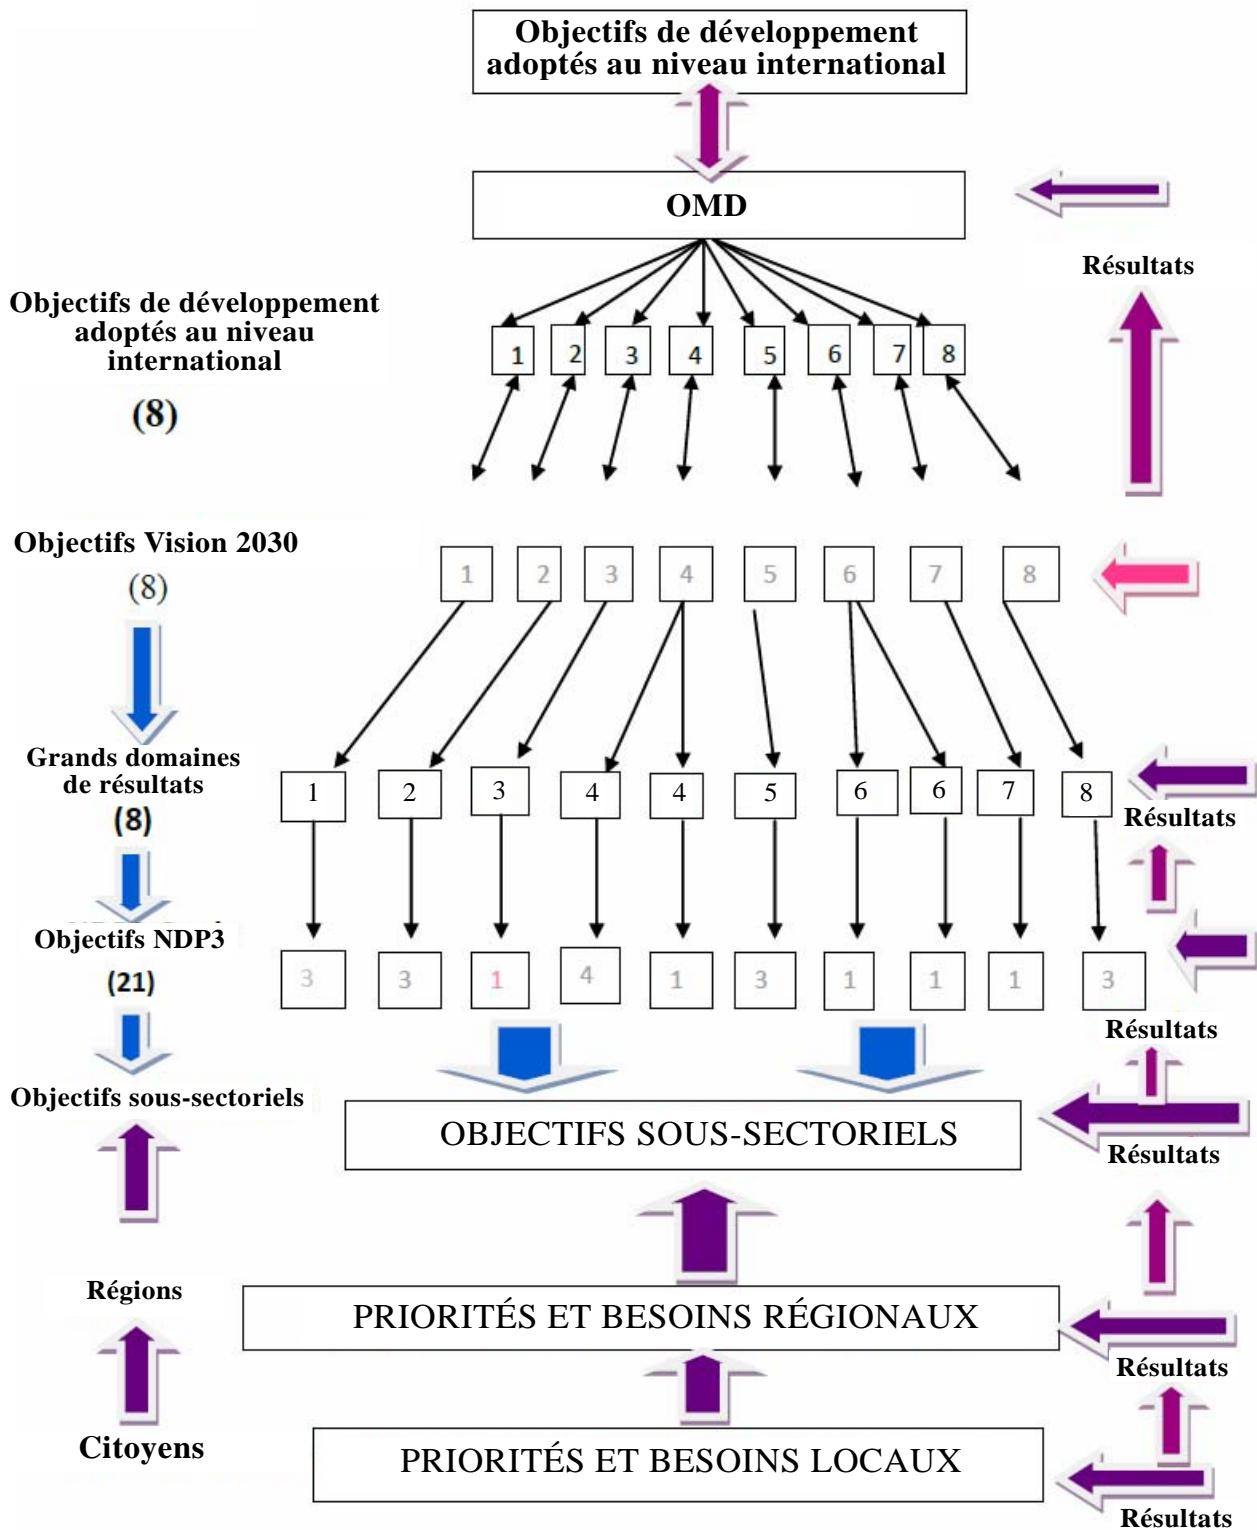 Objectifs de développement
adoptés au niveau international
OMD
Résultats
Objectifs de développement
adoptés au niveau
international
(8)
1 2 3 4 5 6 7 8
Objectifs Vision 2030
(8)
1 2 3 4 5 6 7 8
Grands domaines
de résultats
(8)
1 2 3 4 4 5 6 6 7 8
Résultats
Objectifs NDP3
(21)
3 3 1 4 1 3 1 1 1 3
Résultats
Objectifs sous-sectoriels
OBJECTIFS SOUS-SECTORIELS
Résultats
Régions
PRIORITÉS ET BESOINS RÉGIONAUX
Résultats
Citoyens
PRIORITÉS ET BESOINS LOCAUX
Résultats